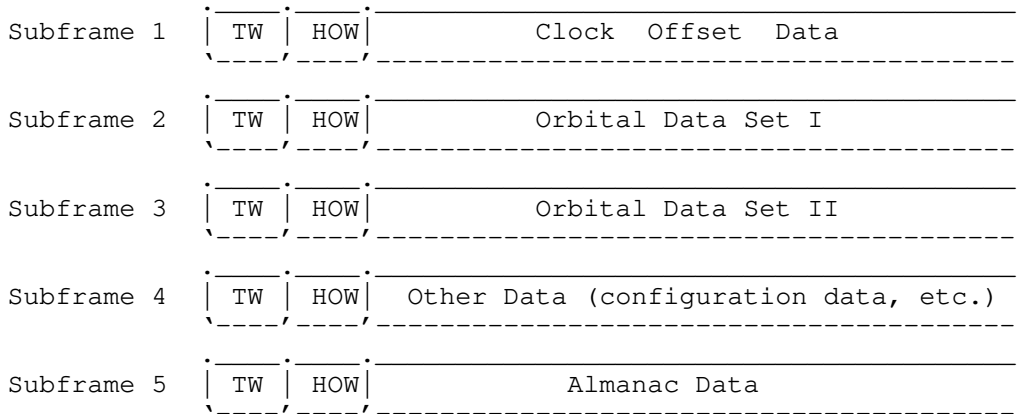 Subframe 1 | TW | HOW| Clock Offset Data
Subframe 2 | TW | HOW| Orbital Data Set I
Subframe 3 | TW | HOW| Orbital Data Set II
Subframe 4 | TW | HOW| Other Data (configuration data, etc.)
Subframe 5 | TW | HOW| Almanac Data